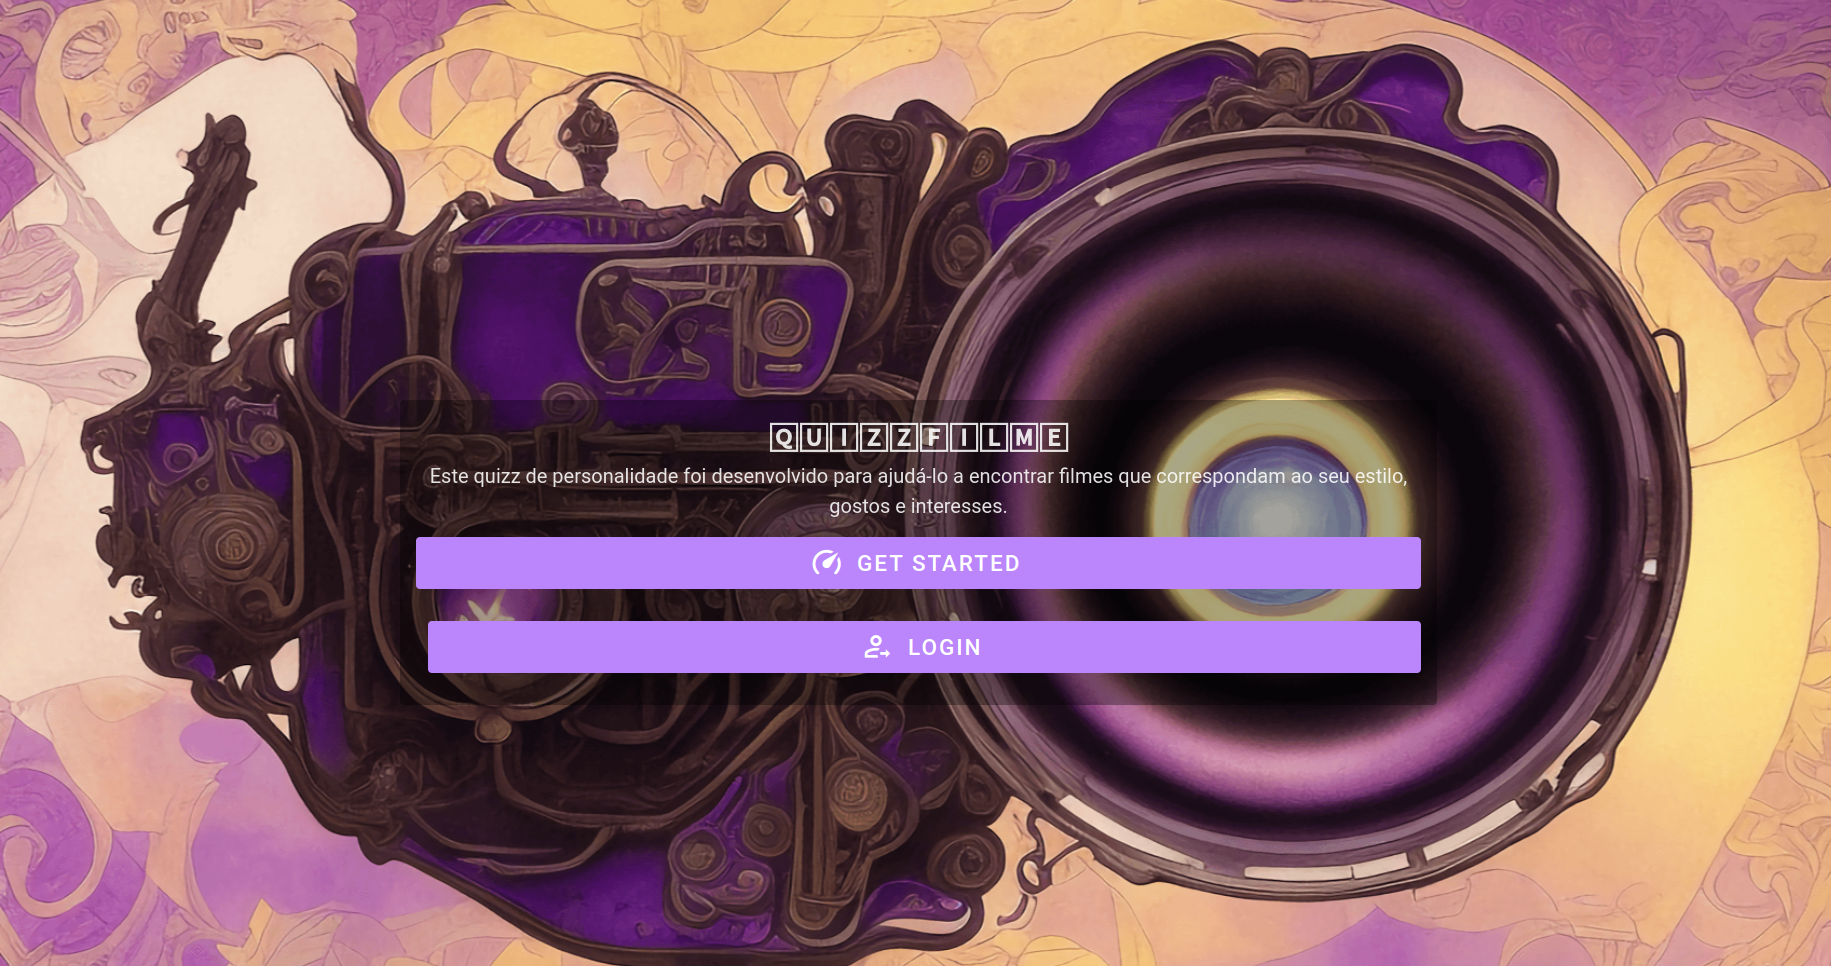 QUIZZFILME
Este quizz de personalidade foi desenvolvido para ajudá-lo a encontrar filmes que correspondam ao seu estilo,
gostos e interesses.
GET STARTED
LOGIN